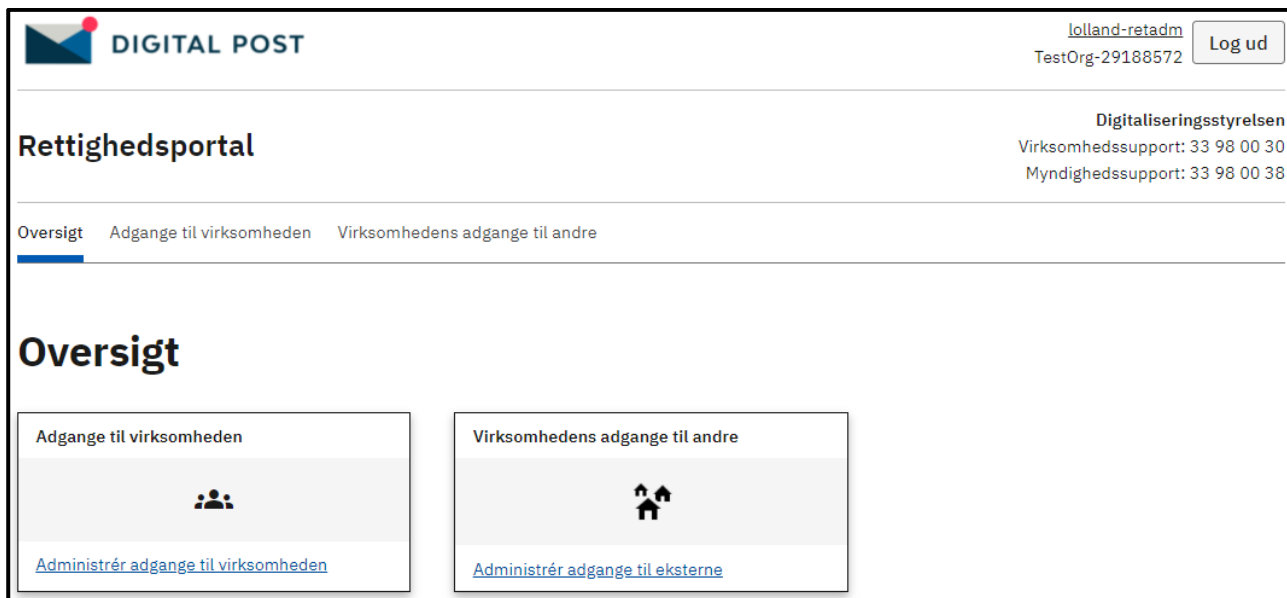 DIGITAL POST
lolland-retadm
TestOrg-29188572
Log ud
Rettighedsportal
Digitaliseringsstyrelsen
Virksomhedssupport: 33 98 00 30
Myndighedssupport: 33 98 00 38
Oversigt Adgange til virksomheden Virksomhedens adgange til andre
Oversigt
Adgange til virksomheden
Administrér adgange til virksomheden
Virksomhedens adgange til andre
Administrér adgange til eksterne